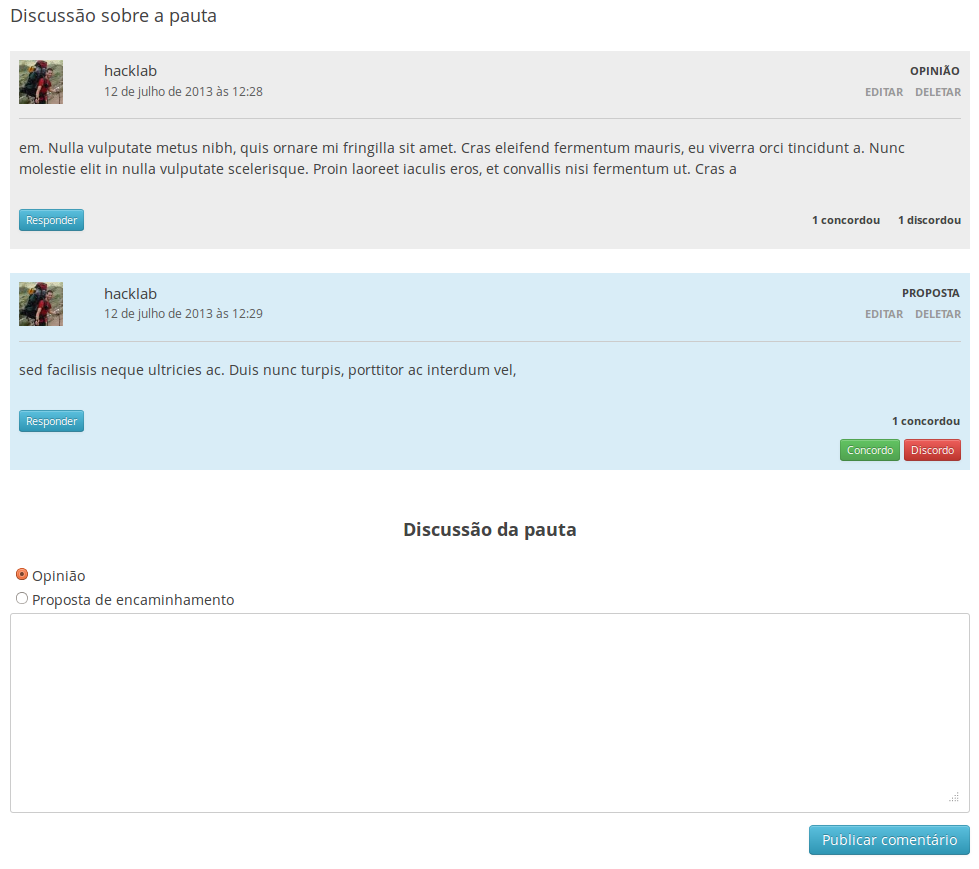 Discussão sobre a pauta
hacklab
OPINIÃO
12 de julho de 2013 às 12:28
EDITAR DELETAR
em. Nulla vulputate metus nibh, quis ornare mi fringilla sit amet. Cras eleifend fermentum mauris, eu viverra orci tincidunt a. Nunc
molestie elit in nulla vulputate scelerisque. Proin laoreet iaculis eros, et convallis nisi fermentum ut. Cras a
Responder
1 concordou 1 discordou
hacklab
PROPOSTA
12 de julho de 2013 às 12:29
EDITAR DELETAR
sed facilisis neque ultricies ac. Duis nunc turpis, porttitor ac interdum vel,
Responder
1 concordou
Concordo Discordo
Discussão da pauta
Opinião
Proposta de encaminhamento
Publicar comentário